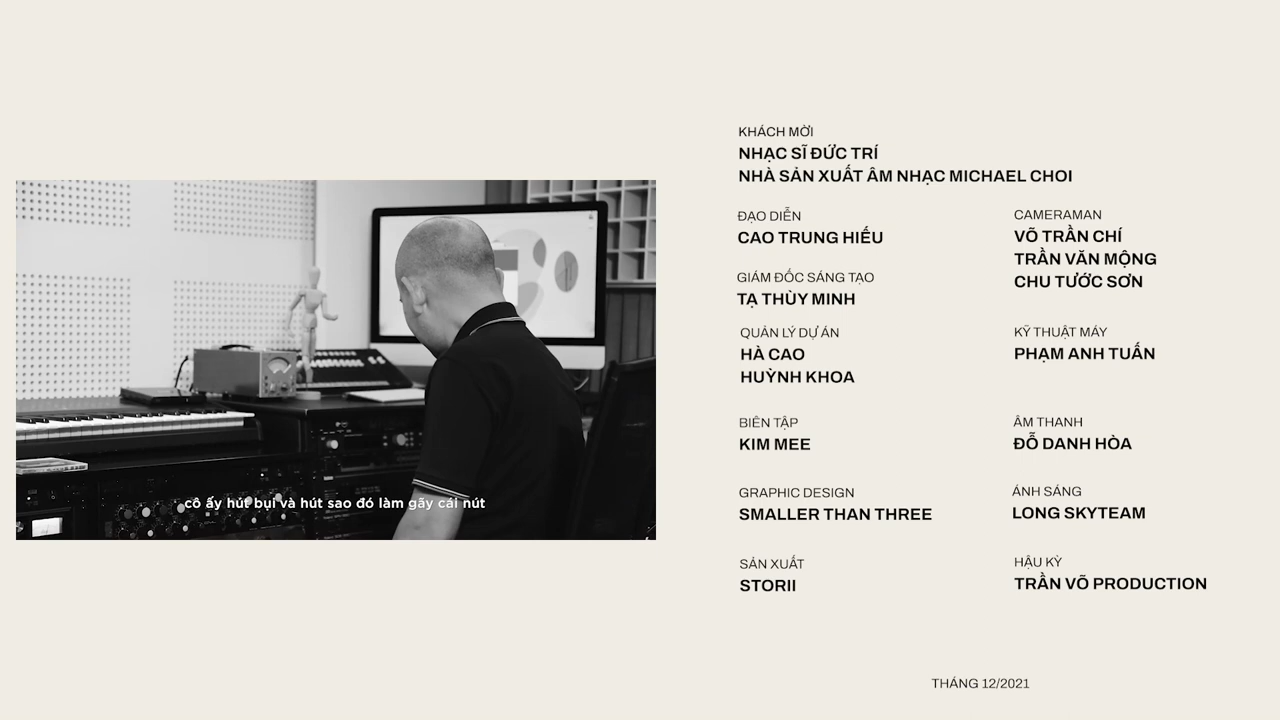 KHÁCH MỜI
NHẠC SĨ ĐỨC TRÍ
NHÀ SẢN XUẤT ÂM NHẠC MICHAEL CHOI
ĐẠO DIỄN
CAO TRUNG HIẾU
GIÁM ĐỐC SÁNG TẠO
TẠ THÙY MINH
QUẢN LÝ DỰ ÁN
HÀ CAO
HUỲNH KHOA
BIÊN TẬP
KIM MEE
GRAPHIC DESIGN
SMALLER THAN THREE
SẢN XUẤT
STORII
CAMERAMAN
VÕ TRẦN CHÍ
TRẦN VĂN MỘNG
CHU TƯỚC SƠN
KỸ THUẬT MÁY
PHẠM ANH TUẤN
ÂM THANH
ĐỖ DANH HÒA
ÁNH SÁNG
LONG SKYTEAM
HẬU KỲ
TRẦN VÕ PRODUCTION
cô ấy hút bụi và hút sao đó làm gãy cái nút
THÁNG 12/2021